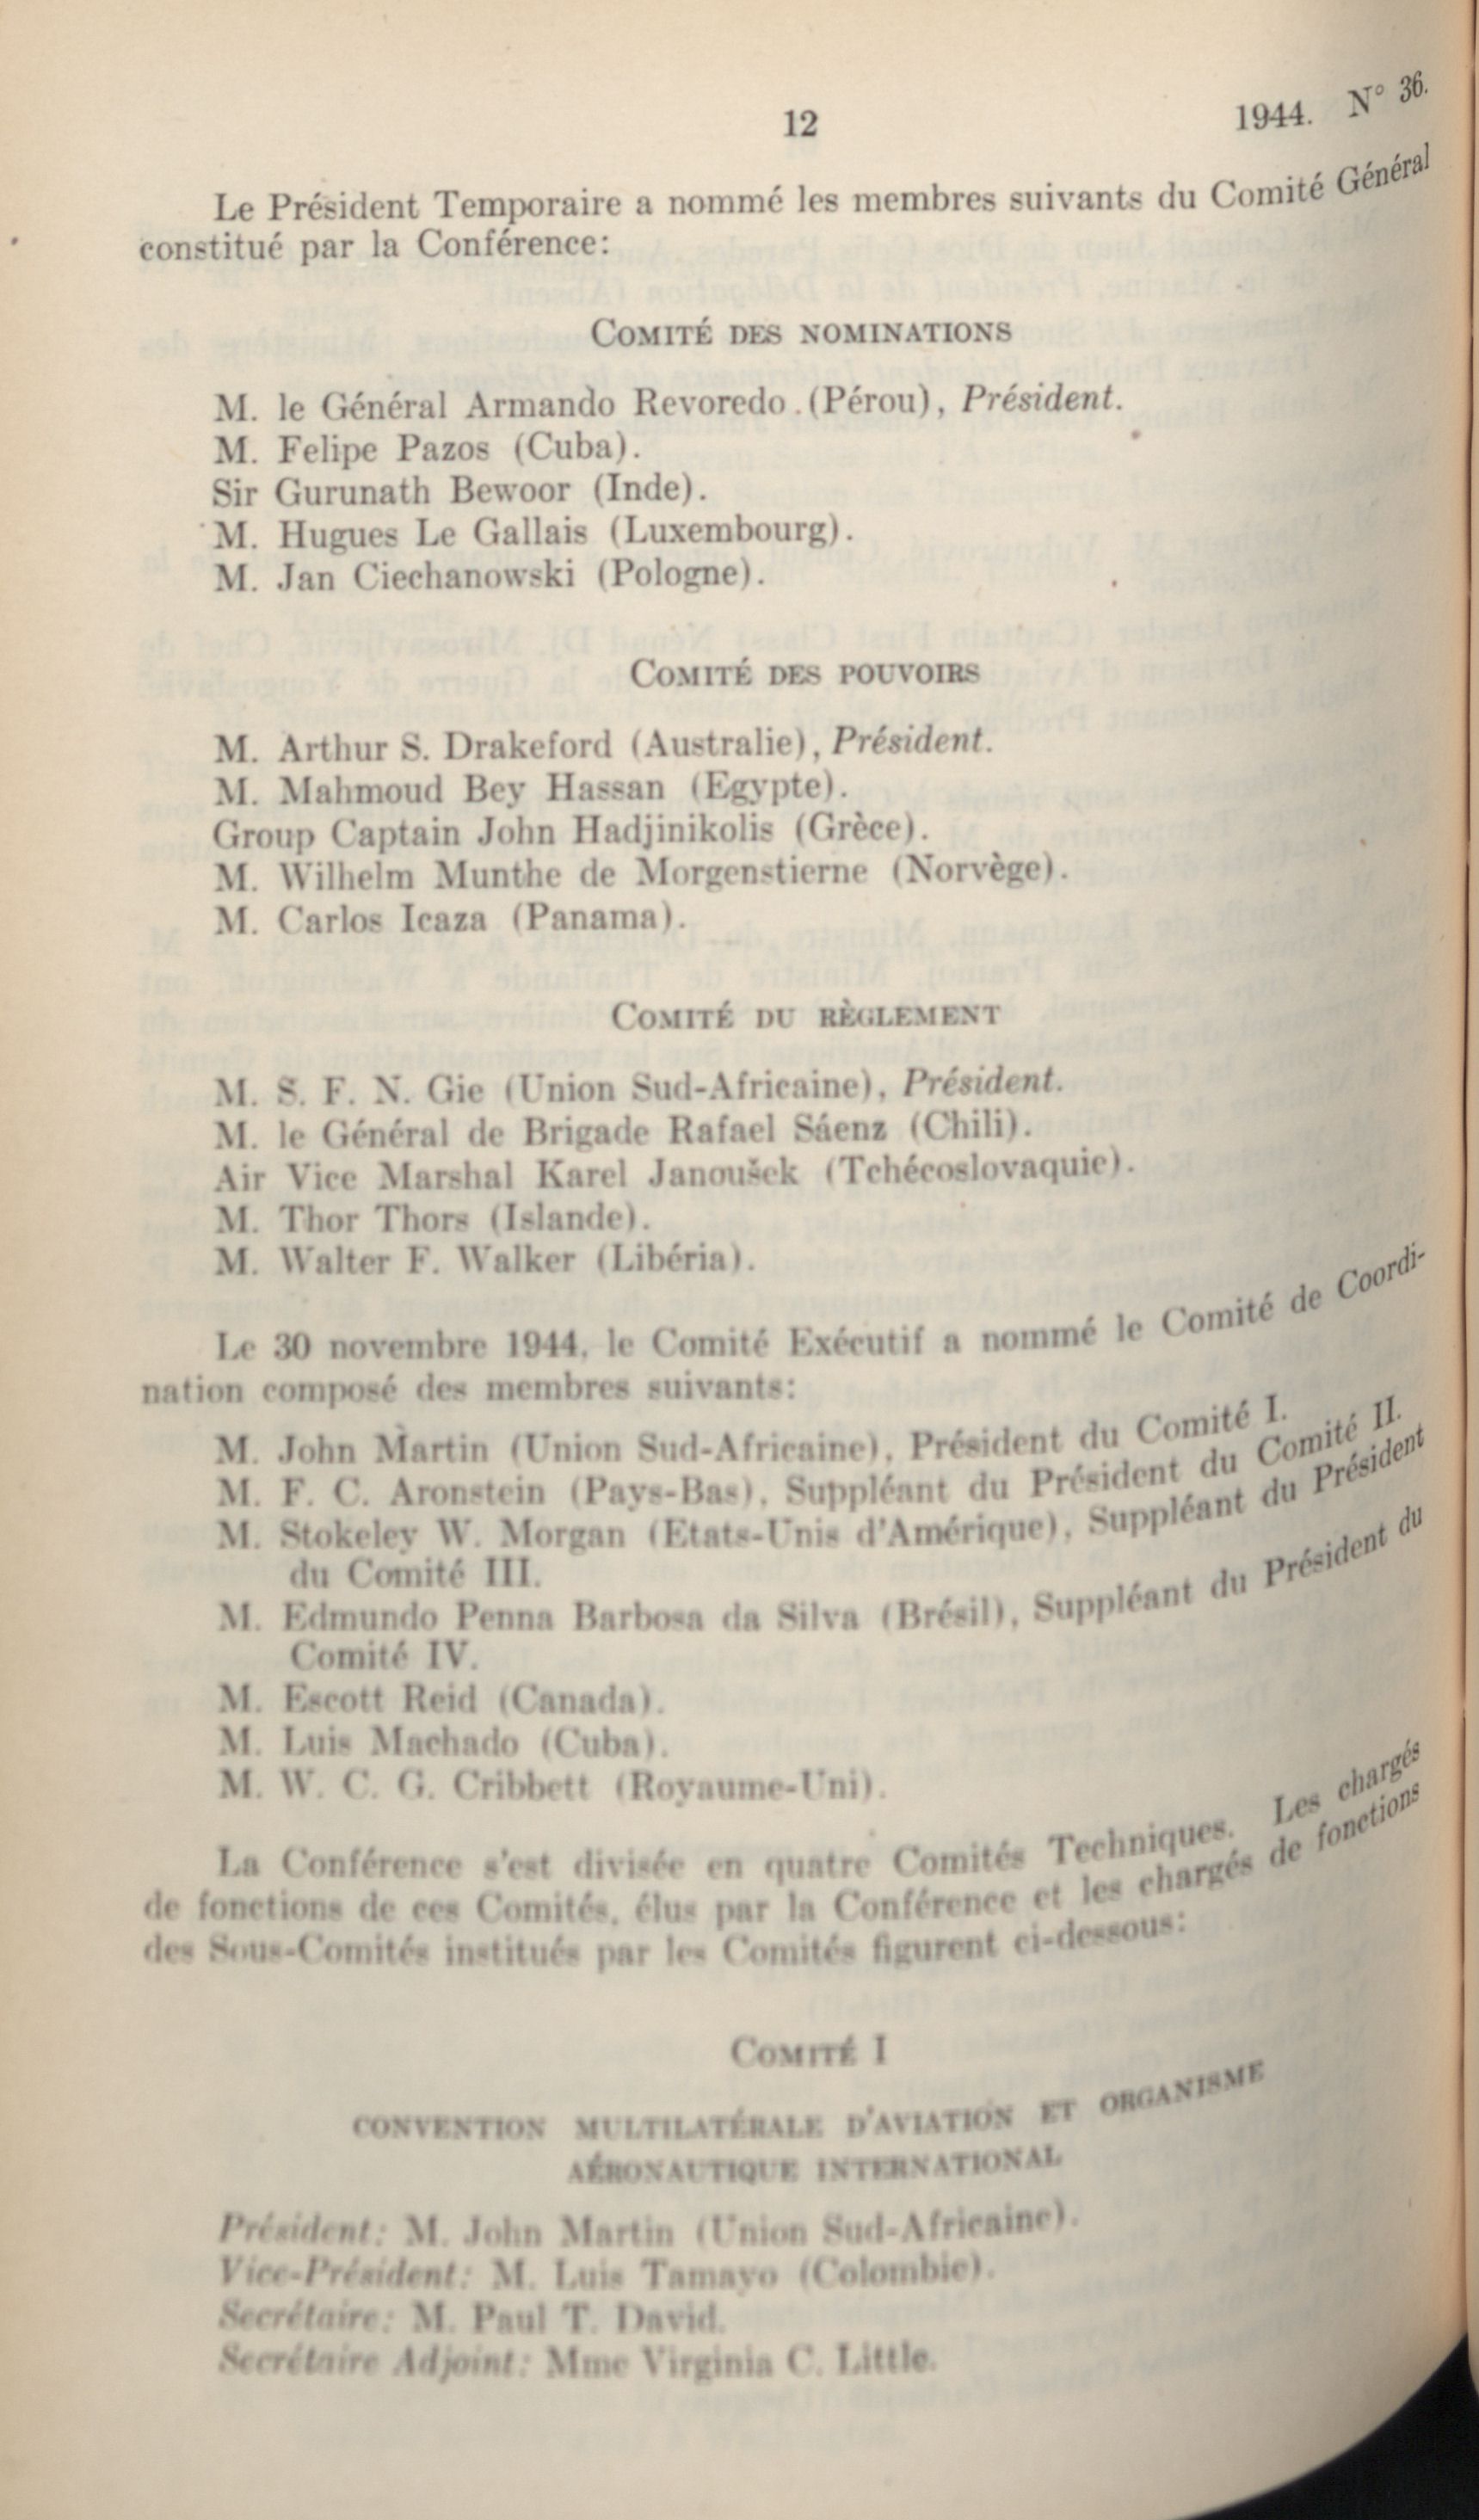 12
1944. N° 36.
Le Président Temporaire a nommé les membres suivants du Comité Général
constitué par la Conférence:
COMITÉ DES NOMINATIONS
M. le Général Armando Revoredo (Pérou), Président.
M. Felipe Pazos (Cuba).
Sir Gurunath Bewoor (Inde).
M. Hugues Le Gallais (Luxembourg).
M. Jan Ciechanowski (Pologne).
COMITÉ DES POUVOIRS
M. Arthur S. Drakeford (Australie), Président.
M. Mahmoud Bey Hassan (Egypte).
Group Captain John Hadjinikolis (Grèce).
M. Wilhelm Munthe de Morgenstierne (Norvège).
M. Carlos Icaza (Panama).
COMITÉ DU RÈGLEMENT
M. S. F. N. Gie (Union Sud-Africaine), Président.
M. le Général de Brigade Rafael Sáenz (Chili).
Air Vice Marshal Karel Janoušek (Tchécoslovaquie).
M. Thor Thors (Islande).
M. Walter F. Walker (Libéria).
Le 30 novembre 1944, le Comité Exécutif a nommé le Comité de Coordi-
nation composé des membres suivants:
M. John Martin (Union Sud-Africaine), Président du Comité I.
M. F. C. Aronstein (Pays-Bas), Suppléant du Président du Comité II.
M. Stokeley W. Morgan (Etats-Unis d'Amérique), Suppléant du Président
du Comité III.
M. Edmundo Penna Barbosa da Silva (Brésil), Suppléant du Président du
Comité IV.
M. Escott Reid (Canada).
M. Luis Machado (Cuba).
M. W. C. G. Cribbett (Royaume-Uni).
La Conférence s'est divisée en quatre Comités Techniques. Les chargés
de fonctions de ces Comités, élus par la Conférence et les chargés de fonctions
des Sous-Comités institués par les Comités figurent ci-dessous:
COMITÉ I
CONVENTION MULTILATÉRALE D'AVIATION ET ORGANISME
AÉRONAUTIQUE INTERNATIONAL
Président: M. John Martin (Union Sud-Africaine).
Vice-Président: M. Luis Tamayo (Colombie).
Secrétaire: M. Paul T. David.
Secrétaire Adjoint: Mme Virginia C. Little.